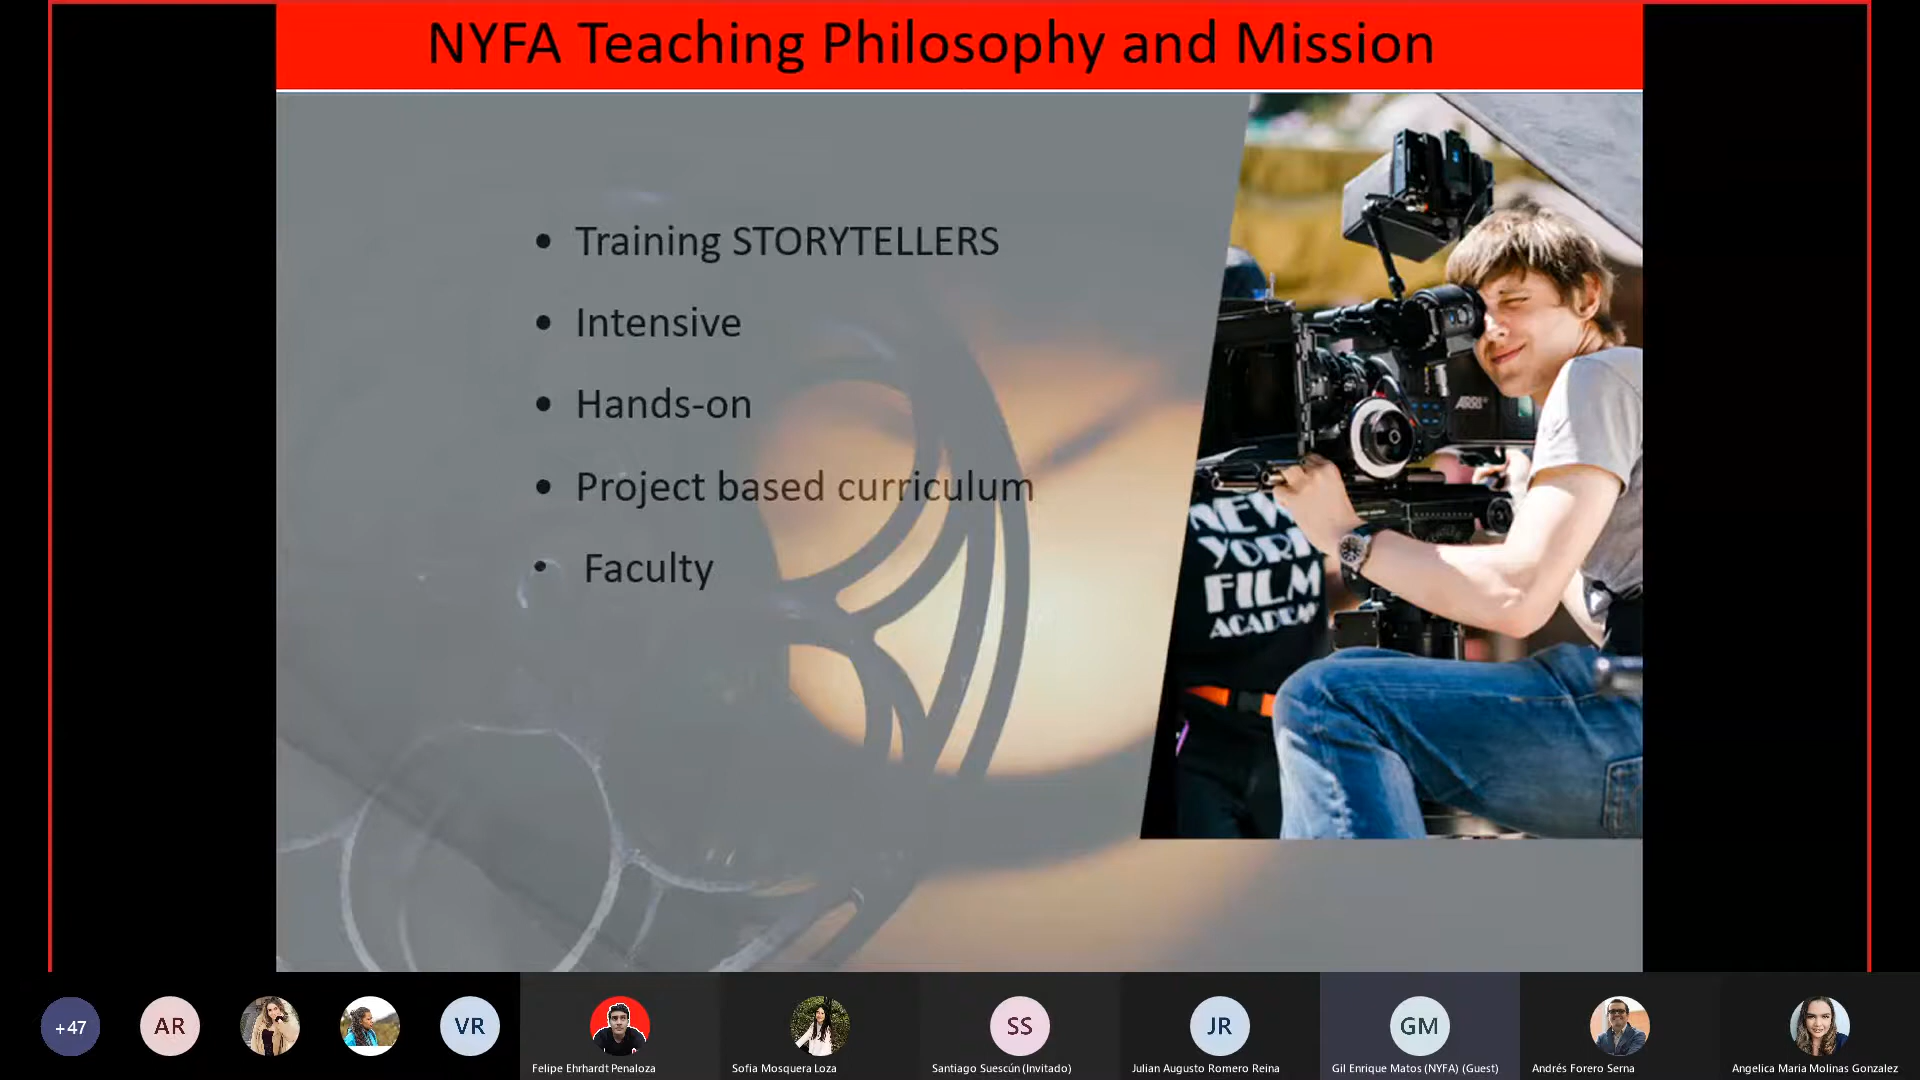 NYFA Teaching Philosophy and Mission
• Training STORYTELLERS
• Intensive
• Hands-on
• Project based curriculum
• Faculty
ARRI
NEW
YORK
FILM
ACADEMY
+47
AR
VR
SS
JR
GM
Felipe Ehrhardt Penaloza
Sofia Mosquera Loza
Santiago Suescún (Invitado)
Julian Augusto Romero Reina
Gil Enrique Matos (NYFA) (Guest)
Andrés Forero Serna
Angelica Maria Molinas Gonzalez